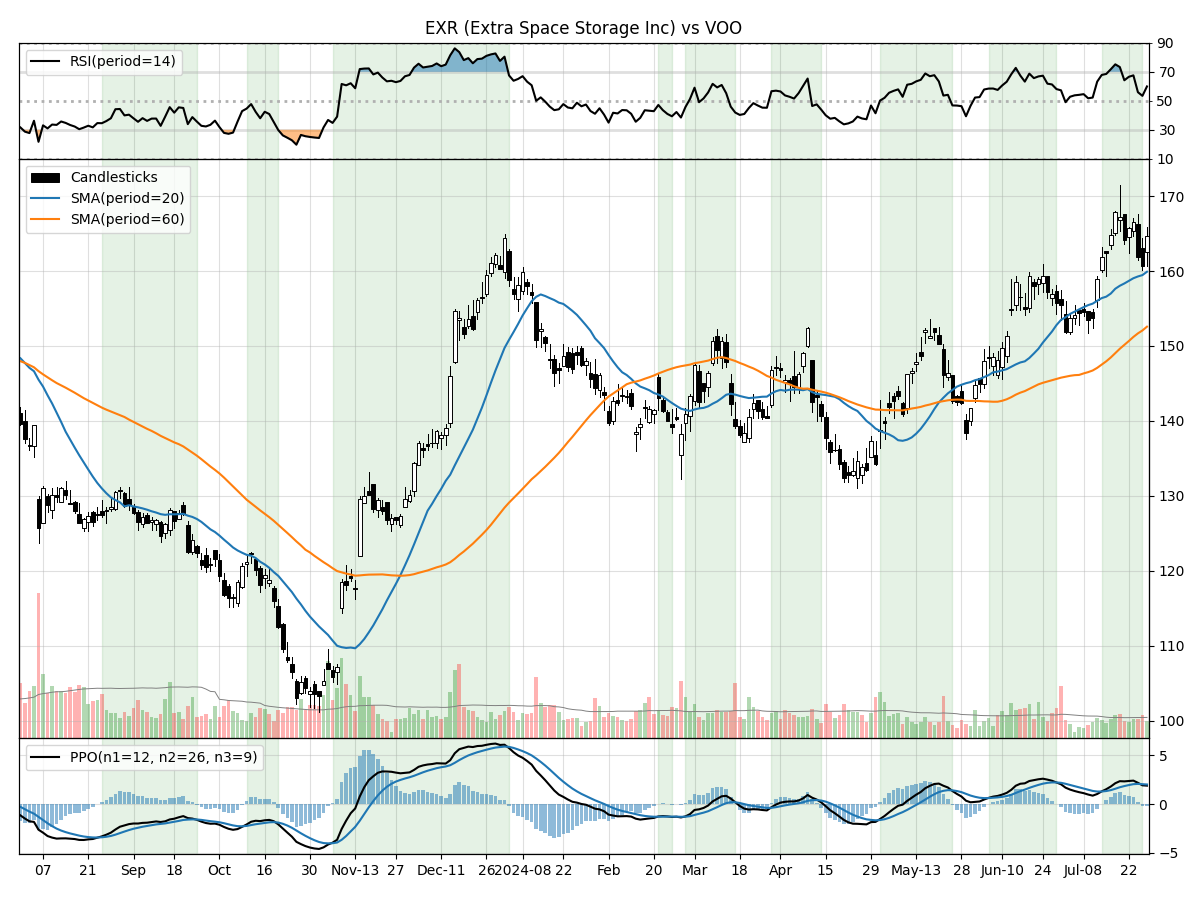 EXR (Extra Space Storage Inc) vs VOO
RSI(period=14)
90
70
50
30
10
Candlesticks
SMA(period=20)
SMA(period=60)
170
160
150
140
130
120
110
100
PPO(n1=12, n2=26, n3=9)
5
0
−5
07 21 Sep 18 Oct 16 30 Nov-13 27 Dec-11 26 2024-08 22 Feb 20 Mar 18 Apr 15 29 May-13 28 Jun-10 24 Jul-08 22